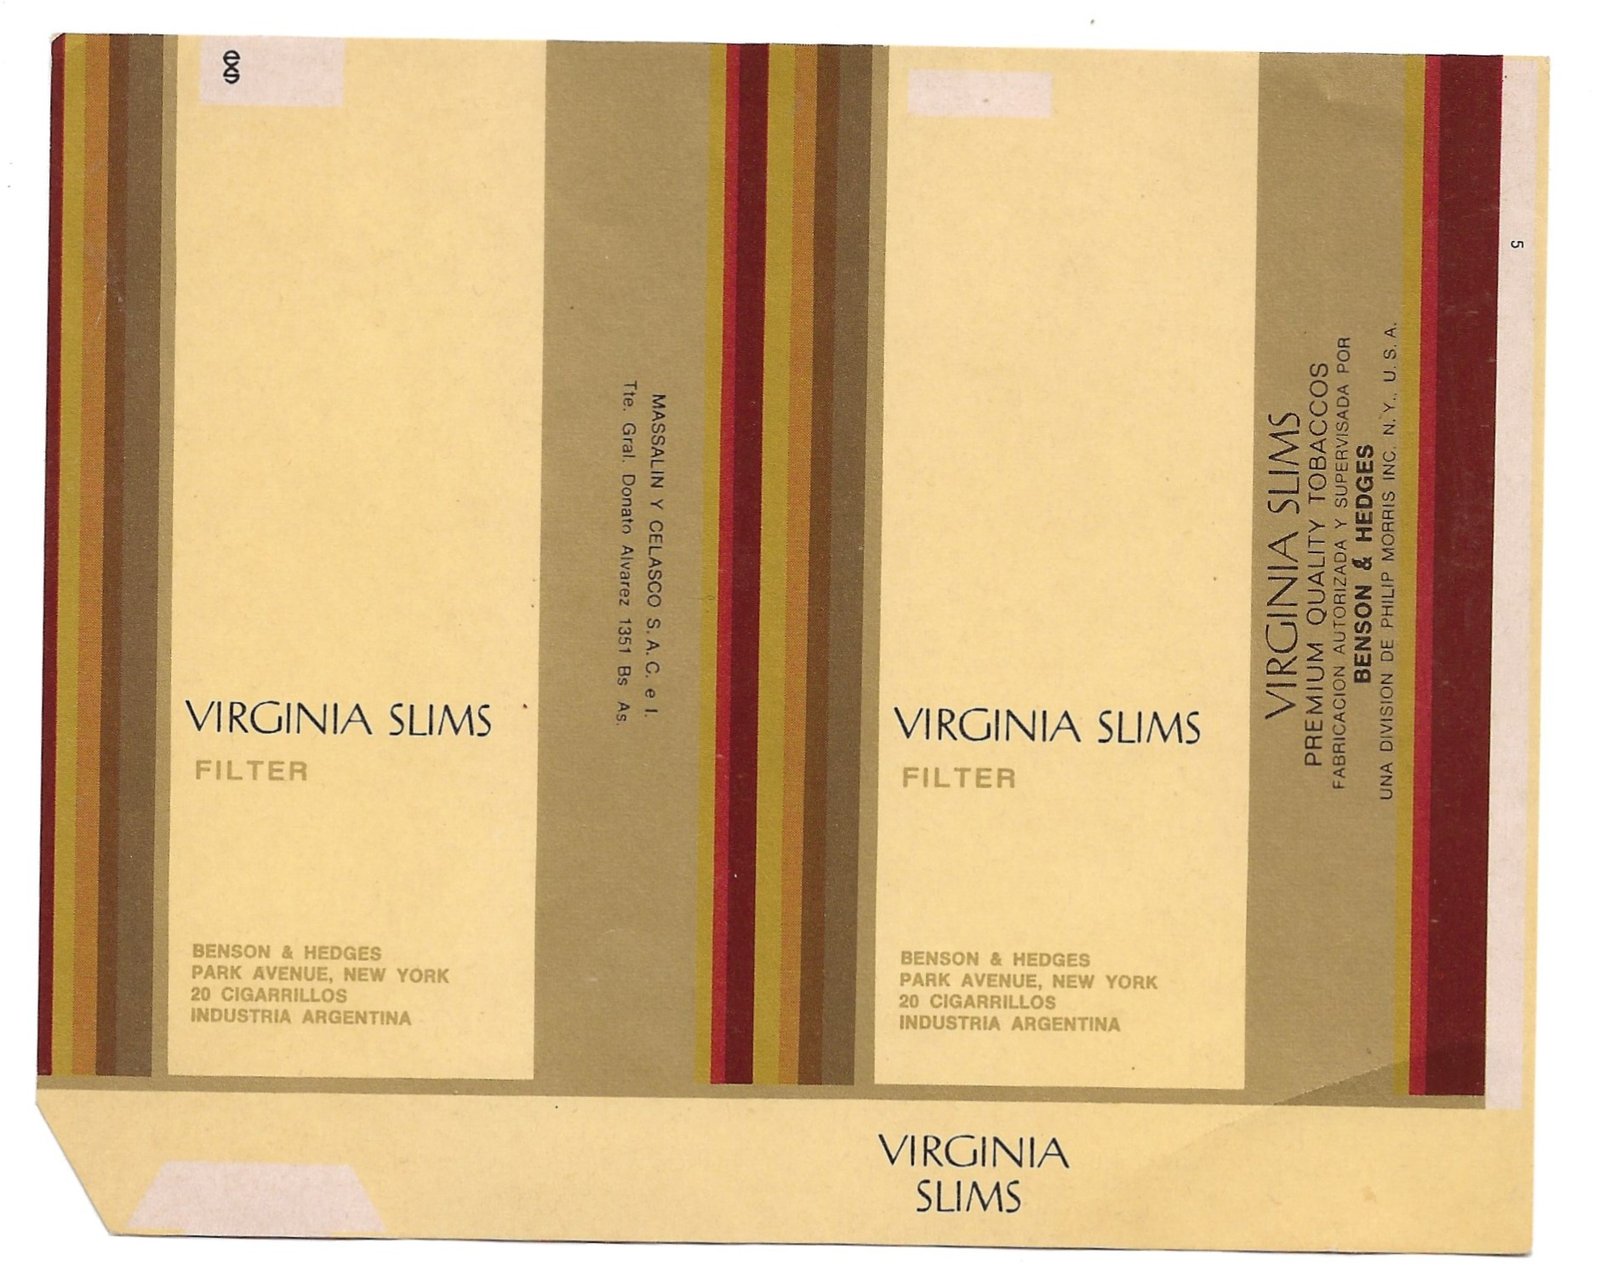 VIRGINIA SLIMS
FILTER
BENSON & HEDGES
PARK AVENUE, NEW YORK
20 CIGARRILLOS
INDUSTRIA ARGENTINA
MASSALIN Y CELASCO S. A. C. e I.
Tte. Gral. Donato Alvarez 1351 Bs As.
VIRGINIA SLIMS
FILTER
BENSON & HEDGES
PARK AVENUE, NEW YORK
20 CIGARRILLOS
INDUSTRIA ARGENTINA
VIRGINIA SLIMS
PREMIUM QUALITY TOBACCOS
FABRICACION AUTORIZADA Y SUPERVISADA POR
BENSON & HEDGES
UNA DIVISION DE PHILIP MORRIS INC. N. Y., U. S. A.
5
VIRGINIA
SLIMS